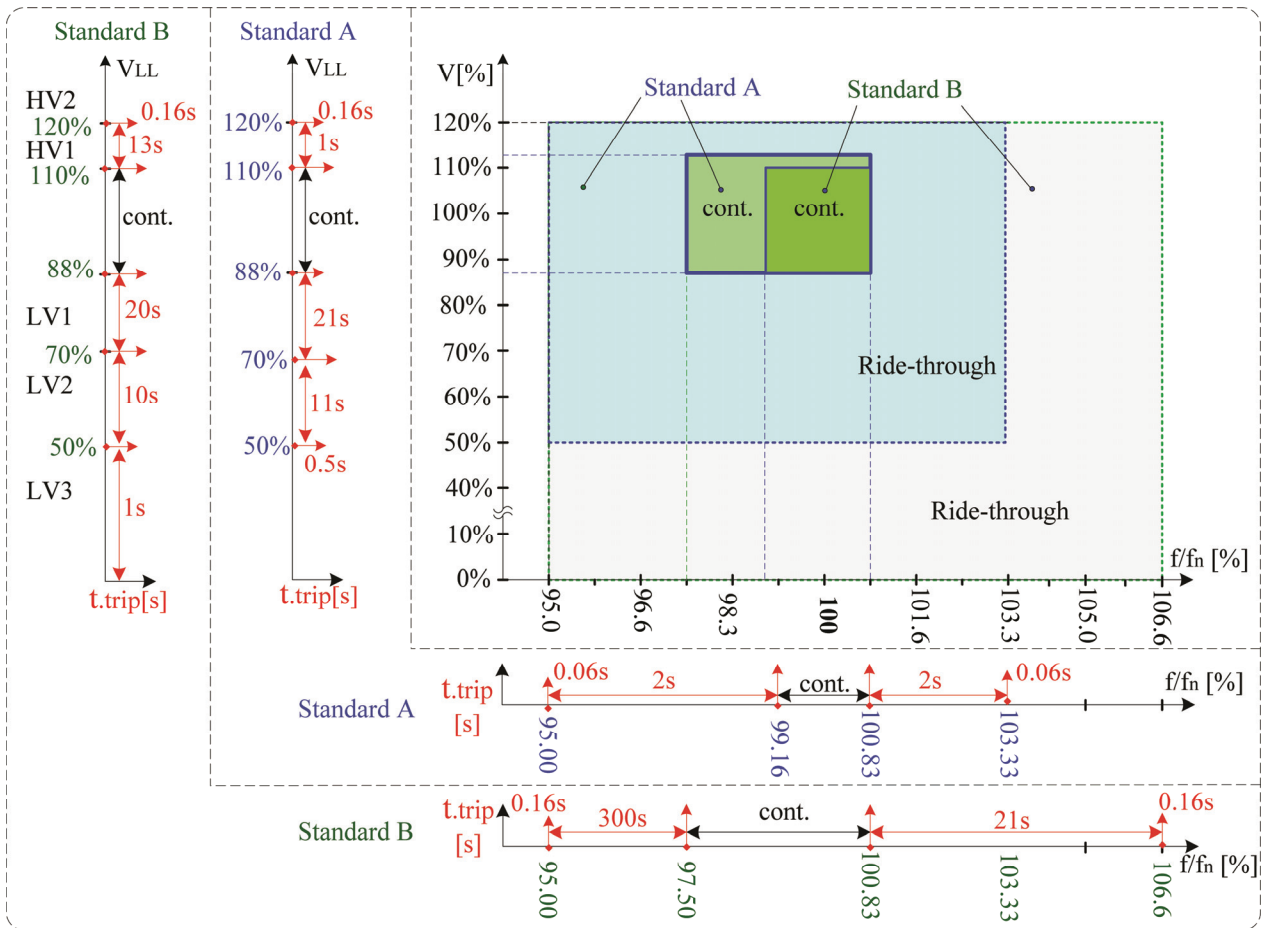 Standard B
VLL
HV2
120%
0.16s
HV1
13s
110%
cont.
88%
LV1
20s
70%
LV2
10s
50%
LV3
1s
t.trip[s]
Standard A
VLL
120%
0.16s
1s
110%
cont.
88%
21s
70%
11s
50%
0.5s
t.trip[s]
V[%]
Standard A
Standard B
120%
110%
100%
90%
80%
70%
60%
50%
40%
10%
0%
cont.
cont.
Ride-through
Ride-through
f/fn [%]
95.0
96.6
98.3
100
101.6
103.3
105.0
106.6
Standard A
t.trip
[s]
0.06s
2s
cont.
2s
0.06s
f/fn [%]
95.00
99.16
100.83
103.33
Standard B
t.trip
[s]
0.16s
300s
cont.
21s
0.16s
f/fn [%]
95.00
97.50
100.83
103.33
106.6